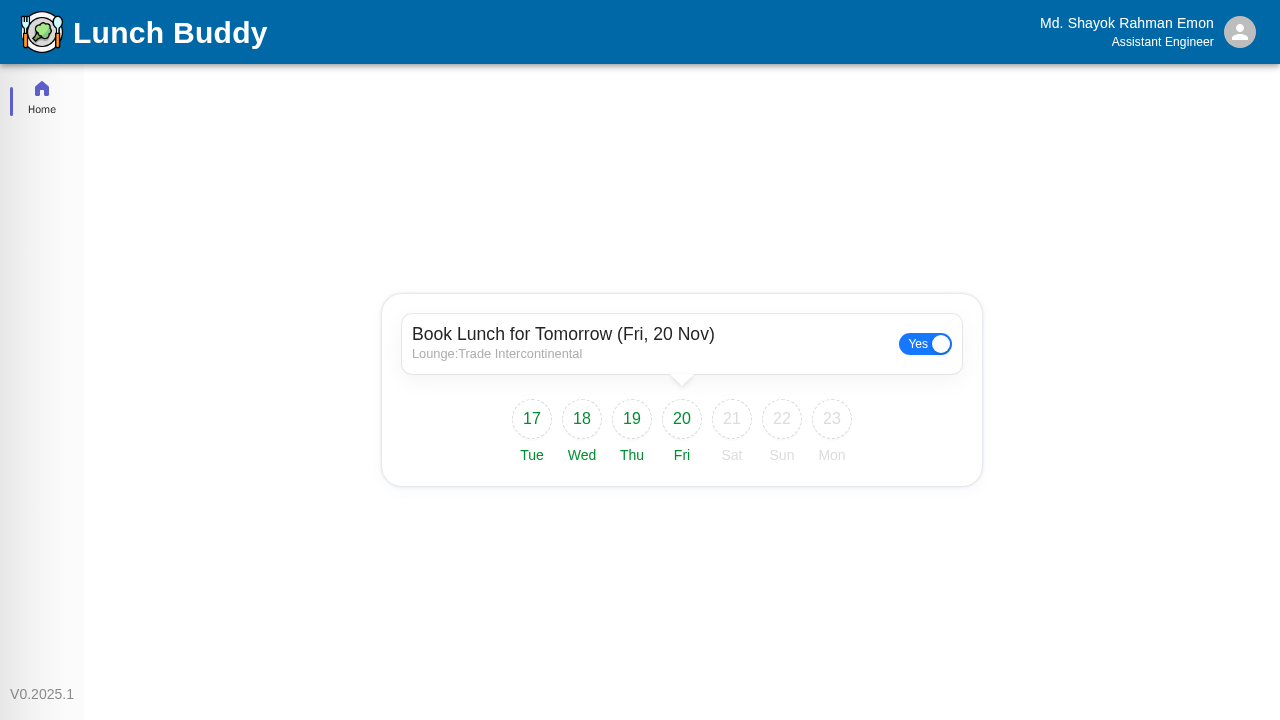 Lunch Buddy
Md. Shayok Rahman Emon
Assistant Engineer
Home
Book Lunch for Tomorrow (Fri, 20 Nov)
Lounge:Trade Intercontinental
Yes
17 18 19 20 21 22 23
Tue Wed Thu Fri Sat Sun Mon
V0.2025.1